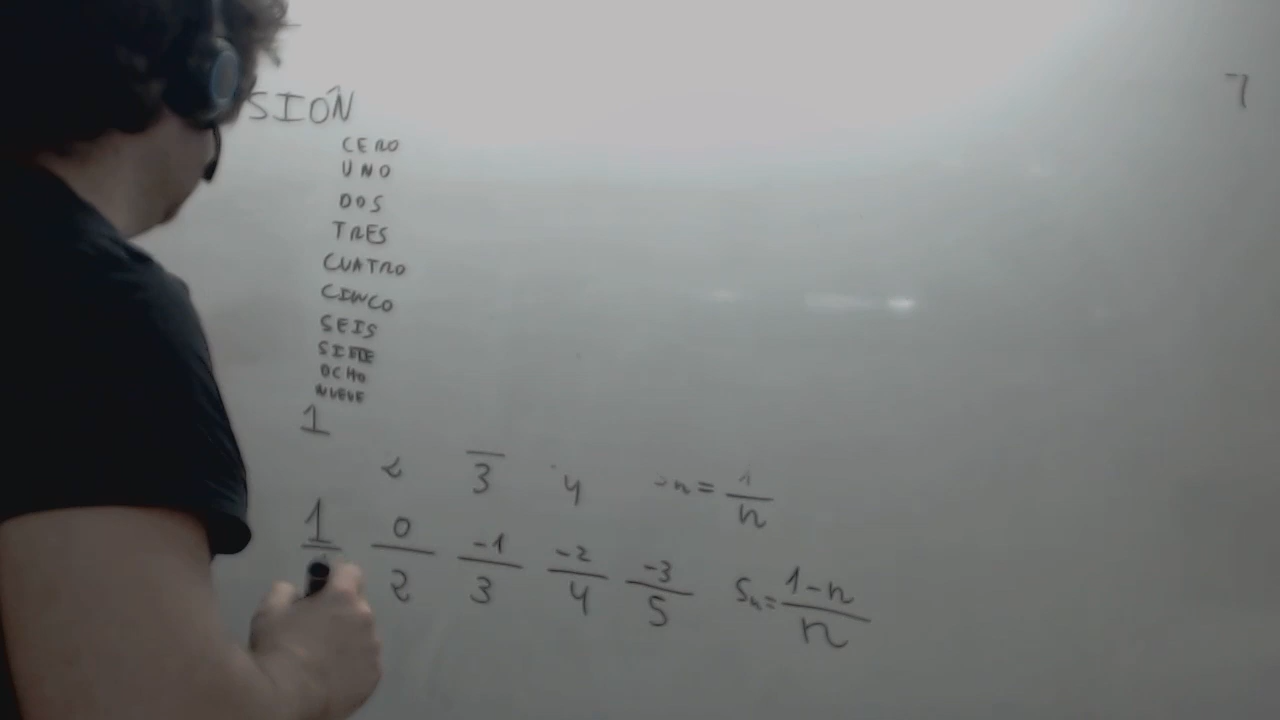 SIÓN
7
CERO
UNO
DOS
TRES
CUATRO
CINCO
SEIS
SIETE
OCHO
NUEVE
1
3 4 n = 1/n
1 0/2 -1/3 -2/4 -3/5 Sn = 1-n/n